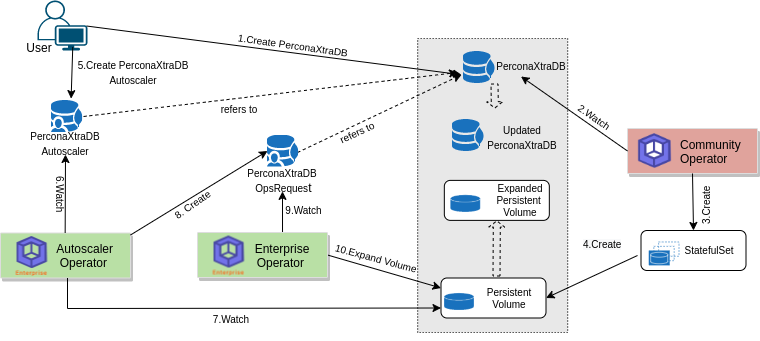 User
1.Create PerconaXtraDB
5.Create PerconaXtraDB
Autoscaler
PerconaXtraDB
2.Watch
refers to
refers to
PerconaXtraDB
Autoscaler
Updated
PerconaXtraDB
Community
Operator
PerconaXtraDB
OpsRequest
6.Watch
8. Create
9.Watch
Expanded
Persistent
Volume
3.Create
Autoscaler
Operator
Enterprise
Enterprise
Operator
Enterprise
10.Expand Volume
4.Create
StatefulSet
Persistent
Volume
7.Watch